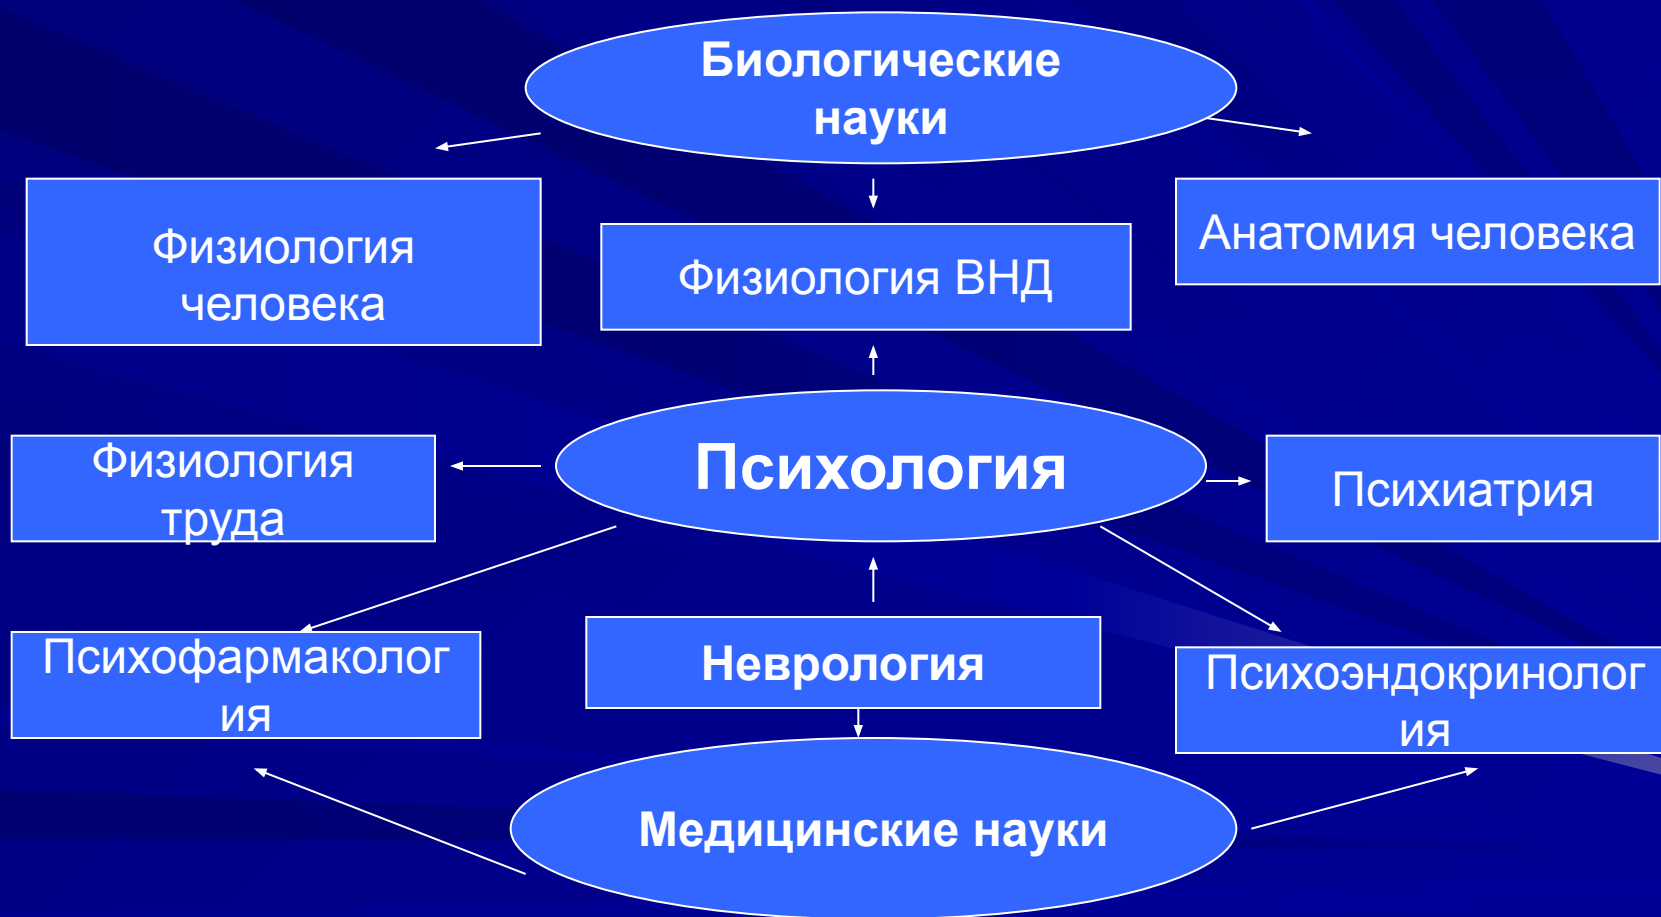 Биологические
науки
Физиология
человека
Физиология ВНД
Анатомия человека
Физиология
труда
Психология
Психиатрия
Психофармаколог
ия
Неврология
Психоэндокринолог
ия
Медицинские науки